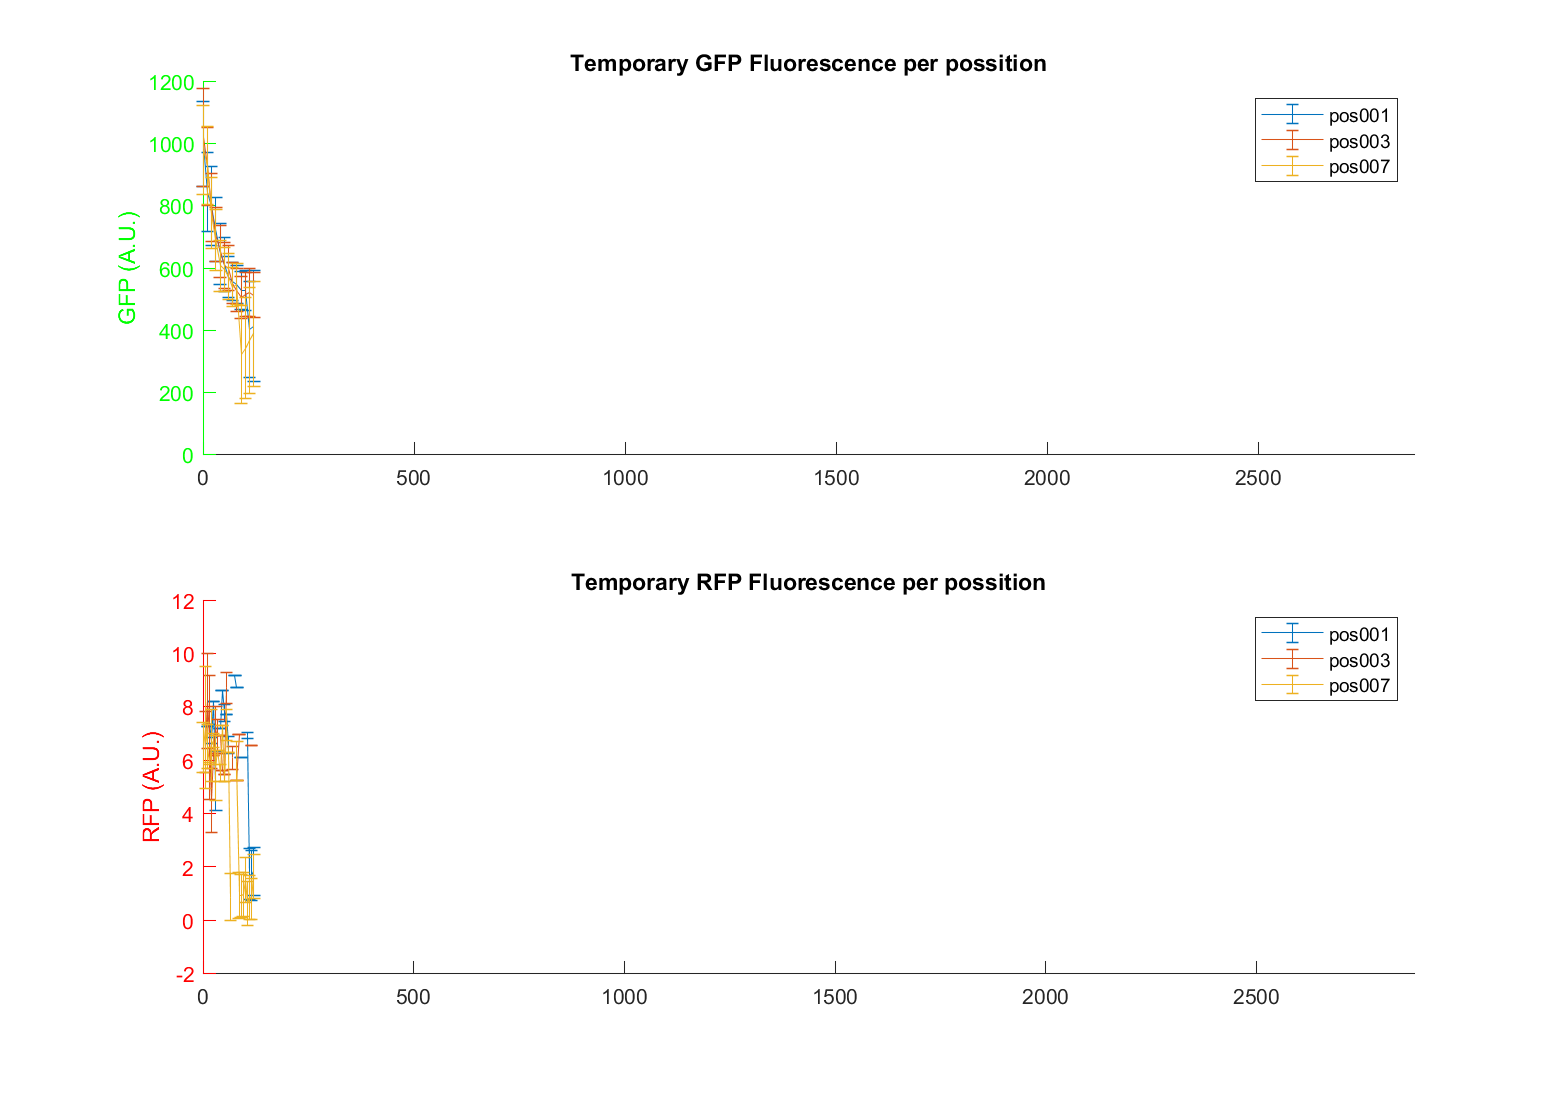 Temporary GFP Fluorescence per possition
1200
1000
800
600
400
200
0
GFP (A.U.)
pos001
pos003
pos007
0 500 1000 1500 2000 2500
Temporary RFP Fluorescence per possition
12
10
8
6
4
2
0
-2
RFP (A.U.)
pos001
pos003
pos007
0 500 1000 1500 2000 2500